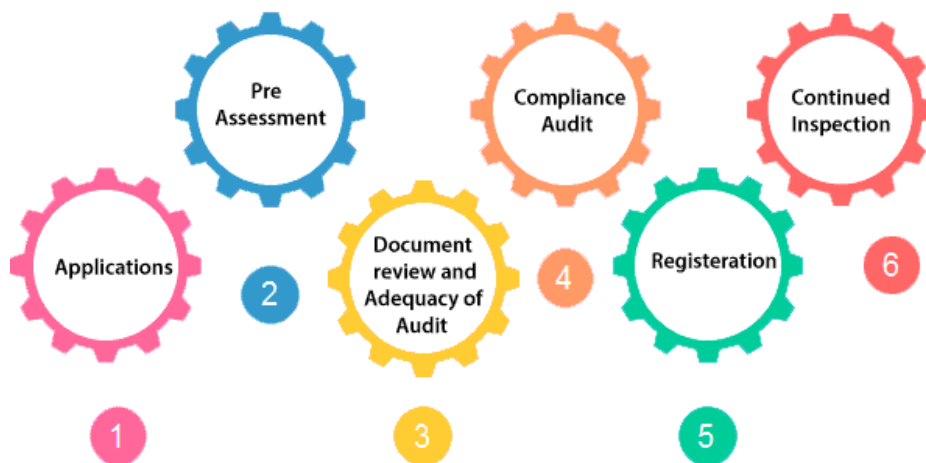 Applications
1
Pre
Assessment
2
Document
review and
Adequacy of
Audit
3
Compliance
Audit
4
Registeration
5
Continued
Inspection
6